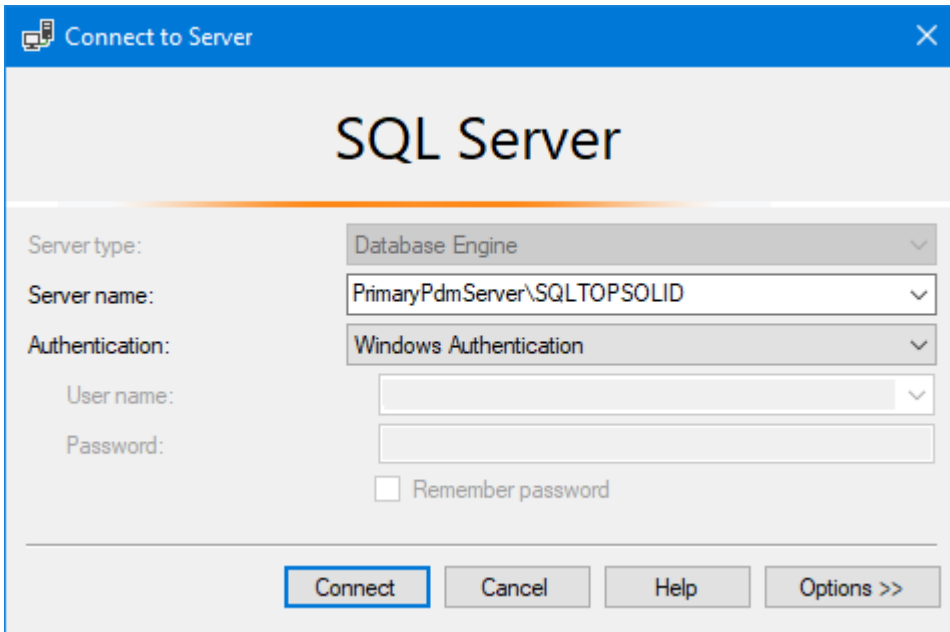 Connect to Server
SQL Server
Server type: Database Engine
Server name: PrimaryPdmServer\SQLTOPSOLID
Authentication: Windows Authentication
User name:
Password:
Remember password
Connect Cancel Help Options >>